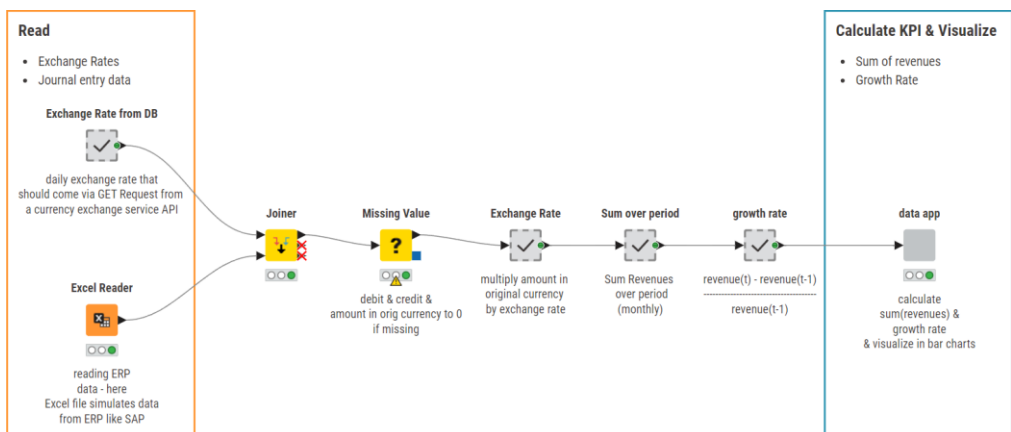 Read
• Exchange Rates
• Journal entry data
Exchange Rate from DB
daily exchange rate that
should come via GET Request from
a currency exchange service API
Excel Reader
reading ERP
data - here
Excel file simulates data
from ERP like SAP
Joiner
Missing Value
?
debit & credit &
amount in orig currency to 0
if missing
Exchange Rate
multiply amount in
original currency
by exchange rate
Sum over period
Sum Revenues
over period
(monthly)
growth rate
revenue(t) - revenue(t-1)
----------------------------------
revenue(t-1)
Calculate KPI & Visualize
• Sum of revenues
• Growth Rate
data app
calculate
sum(revenues) &
growth rate
& visualize in bar charts